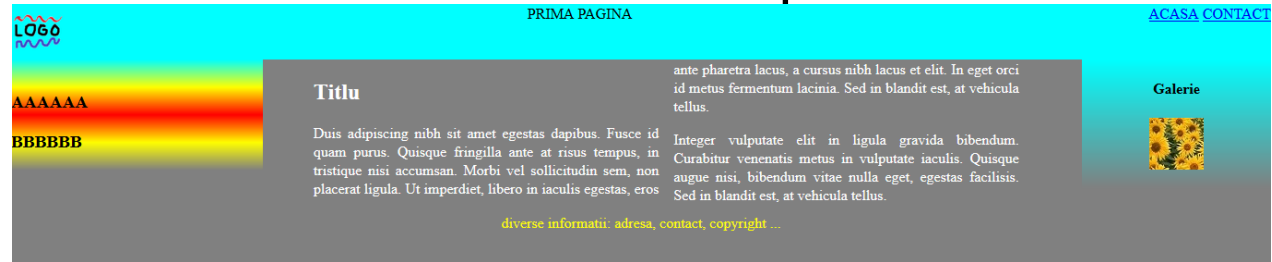 LOGO
PRIMA PAGINA
ACASA CONTACT
AAAAAA
BBBBBB
Titlu
Duis adipiscing nibh sit amet egestas dapibus. Fusce id
quam purus. Quisque fringilla ante at risus tempus, in
tristique nisi accumsan. Morbi vel sollicitudin sem, non
placerat ligula. Ut imperdiet, libero in iaculis egestas, eros
ante pharetra lacus, a cursus nibh lacus et elit. In eget orci
id metus fermentum lacinia. Sed in blandit est, at vehicula
tellus.
Integer vulputate elit in ligula gravida bibendum.
Curabitur venenatis metus in vulputate iaculis. Quisque
augue nisi, bibendum vitae nulla eget, egestas facilisis.
Sed in blandit est, at vehicula tellus.
Galerie
diverse informatii: adresa, contact, copyright ...